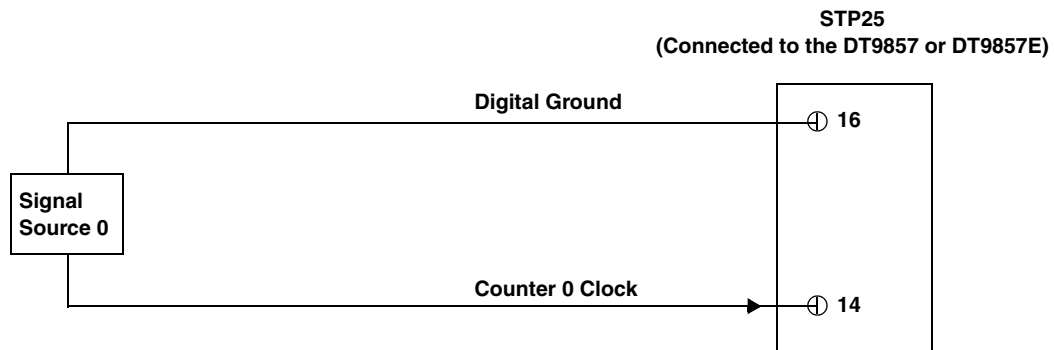 STP25
(Connected to the DT9857 or DT9857E)
Digital Ground
16
Signal
Source 0
Counter 0 Clock
14